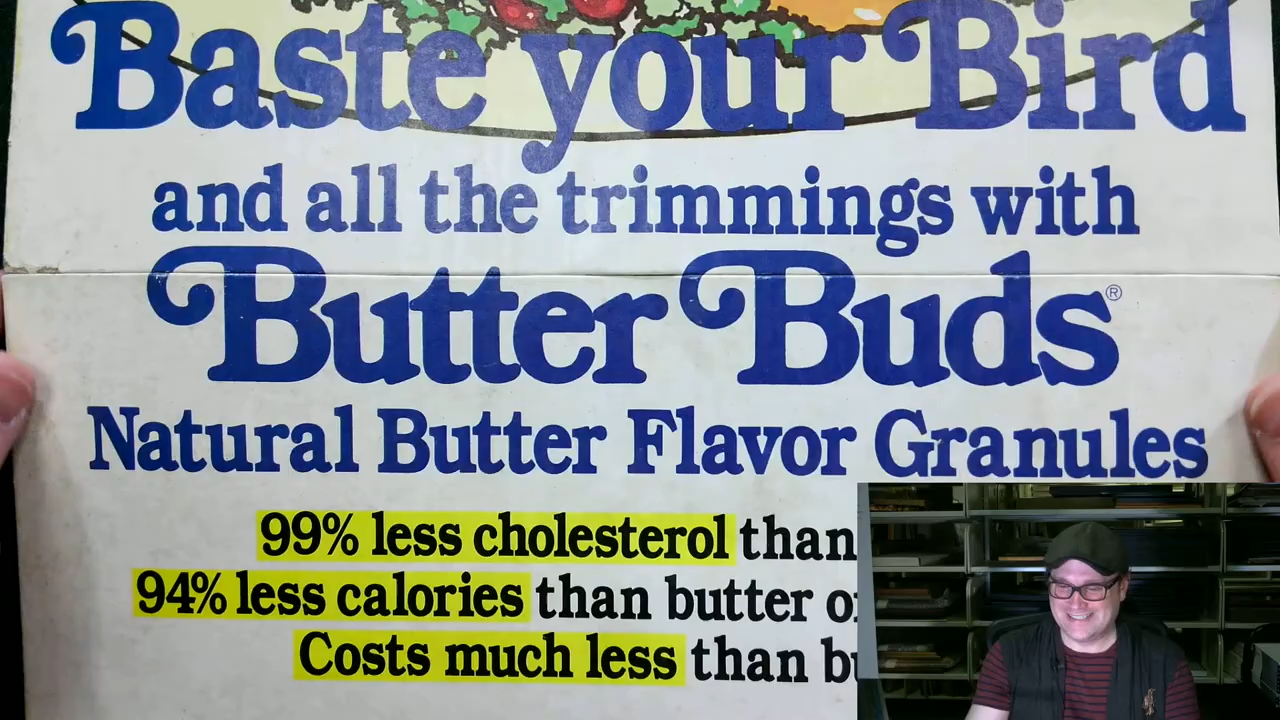 Baste your Bird
and all the trimmings with
Butter Buds®
Natural Butter Flavor Granules
99% less cholesterol than
94% less calories than butter
Costs much less than